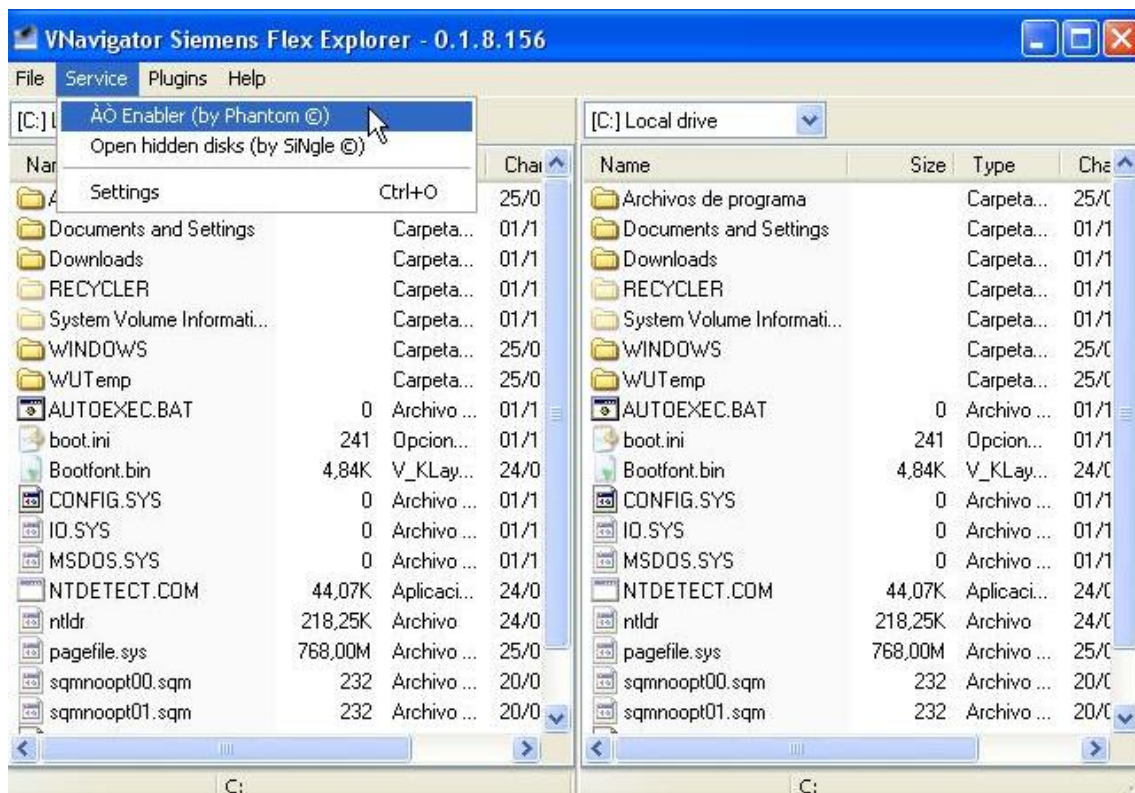 VNavigator Siemens Flex Explorer - 0.1.8.156
File Service Plugins Help
[C:] L [C:] Local drive
ÀÒ Enabler (by Phantom ©)
Open hidden disks (by SiNgle ©)
Settings Ctrl+O
Nar Chai Name Size Type Cha
A 25/0 Archivos de programa Carpeta... 25/0
Documents and Settings Carpeta... 01/1 Documents and Settings Carpeta... 01/1
Downloads Carpeta... 01/1 Downloads Carpeta... 01/1
RECYCLER Carpeta... 01/1 RECYCLER Carpeta... 01/1
System Volume Informati... Carpeta... 01/1 System Volume Informati... Carpeta... 01/1
WINDOWS Carpeta... 25/0 WINDOWS Carpeta... 25/0
WUTemp Carpeta... 25/0 WUTemp Carpeta... 25/0
AUTOEXEC.BAT 0 Archivo ... 01/1 AUTOEXEC.BAT 0 Archivo ... 01/1
boot.ini 241 Opcion... 01/1 boot.ini 241 Opcion... 01/1
Bootfont.bin 4,84K V_KLay... 24/0 Bootfont.bin 4,84K V_KLay... 24/0
CONFIG.SYS 0 Archivo ... 01/1 CONFIG.SYS 0 Archivo ... 01/1
IO.SYS 0 Archivo ... 01/1 IO.SYS 0 Archivo ... 01/1
MSDOS.SYS 0 Archivo ... 01/1 MSDOS.SYS 0 Archivo ... 01/1
NTDETECT.COM 44,07K Aplicaci... 24/0 NTDETECT.COM 44,07K Aplicaci... 24/0
ntldr 218,25K Archivo 24/0 ntldr 218,25K Archivo 24/0
pagefile.sys 768,00M Archivo ... 25/0 pagefile.sys 768,00M Archivo ... 25/0
sqmnoopt00.sqm 232 Archivo ... 20/0 sqmnoopt00.sqm 232 Archivo ... 20/0
sqmnoopt01.sqm 232 Archivo ... 20/0 sqmnoopt01.sqm 232 Archivo ... 20/0
C: C: